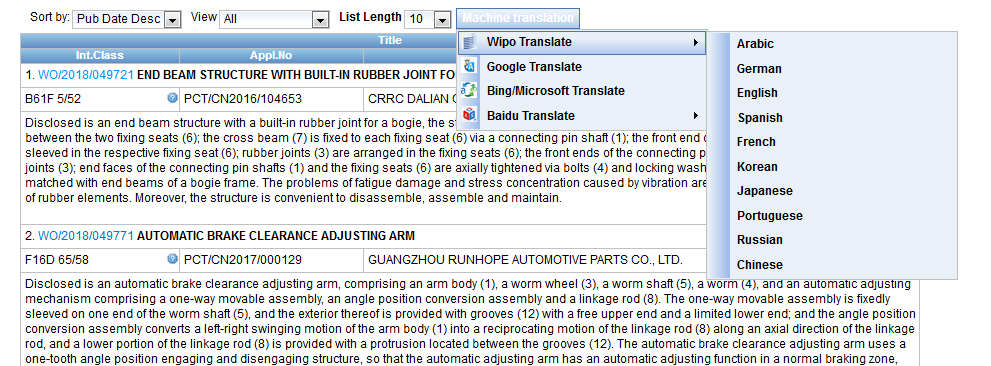 Sort by: Pub Date Desc View All List Length 10 Machine translation
Title
Int.Class Appl.No
Wipo Translate
Google Translate
Bing/Microsoft Translate
Baidu Translate
Arabic
German
English
Spanish
French
Korean
Japanese
Portuguese
Russian
Chinese
1. WO/2018/049721 END BEAM STRUCTURE WITH BUILT-IN RUBBER JOINT FO
B61F 5/52 PCT/CN2016/104653 CRRC DALIAN
Disclosed is an end beam structure with a built-in rubber joint for a bogie, the
between the two fixing seats (6); the cross beam (7) is fixed to each fixing seat (6) via a connecting pin shaft (1); the front end
sleeved in the respective fixing seat (6); rubber joints (3) are arranged in the fixing seats (6); the front ends of the connecting
joints (3); end faces of the connecting pin shafts (1) and the fixing seats (6) are axially tightened via bolts (4) and locking
matched with end beams of a bogie frame. The problems of fatigue damage and stress concentration caused by vibration are
of rubber elements. Moreover, the structure is convenient to disassemble, assemble and maintain.
2. WO/2018/049771 AUTOMATIC BRAKE CLEARANCE ADJUSTING ARM
F16D 65/58 PCT/CN2017/000129 GUANGZHOU RUNHOPE AUTOMOTIVE PARTS CO., LTD.
Disclosed is an automatic brake clearance adjusting arm, comprising an arm body (1), a worm wheel (3), a worm shaft (5), a worm (4), and an automatic adjusting
mechanism comprising a one-way movable assembly, an angle position conversion assembly and a linkage rod (8). The one-way movable assembly is fixedly
sleeved on one end of the worm shaft (5), and the exterior thereof is provided with grooves (12) with a free upper end and a limited lower end; and the angle position
conversion assembly converts a left-right swinging motion of the arm body (1) into a reciprocating motion of the linkage rod (8) along an axial direction of the linkage
rod, and a lower portion of the linkage rod (8) is provided with a protrusion located between the grooves (12). The automatic brake clearance adjusting arm uses a
one-tooth angle position engaging and disengaging structure, so that the automatic adjusting arm has an automatic adjusting function in a normal braking zone,